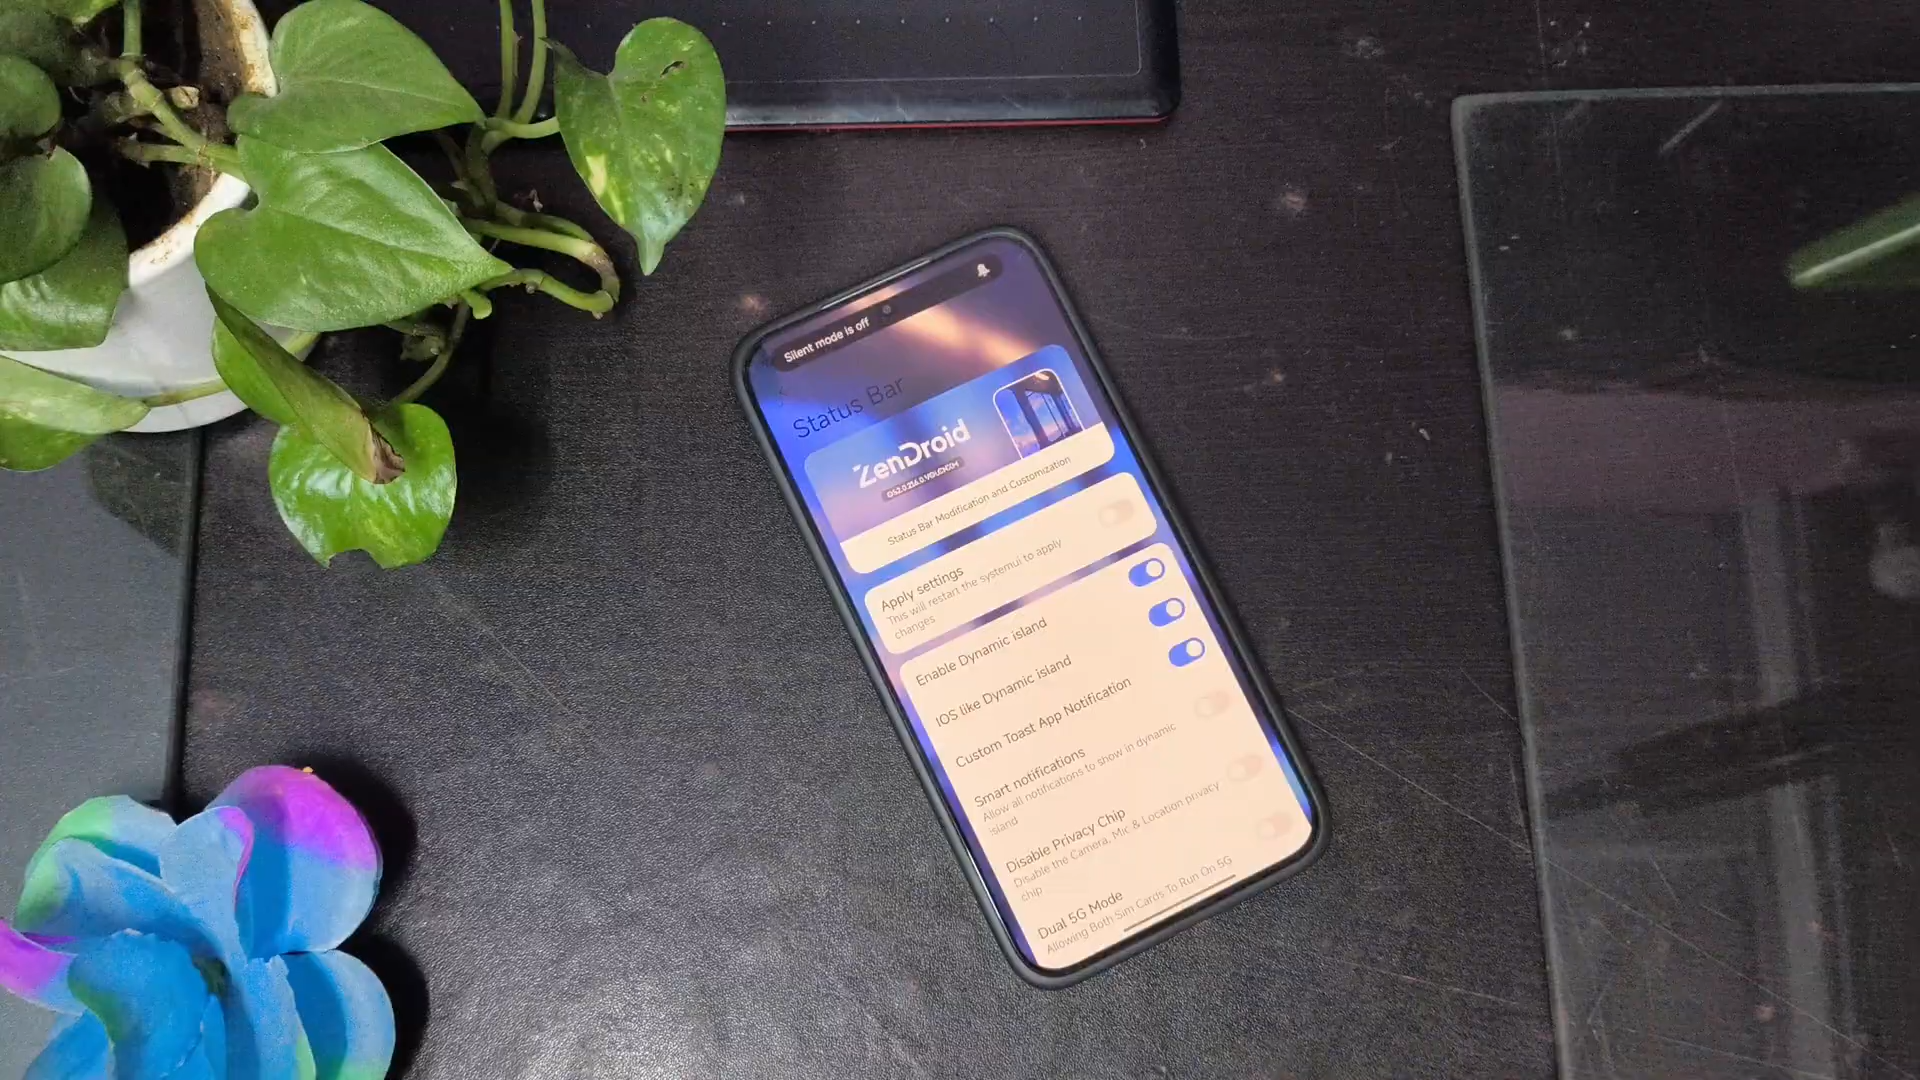 Silent mode is off
Status Bar
ZenDroid
Status Bar Modification and Customization
Apply settings
This will restart the systemui to apply
changes
Enable Dynamic island
IOS like Dynamic island
Custom Toast App Notification
Smart notifications
Allow all notifications to show in dynamic
island
Disable Privacy Chip
Disable the Camera, Mic & Location privacy
chip
Dual 5G Mode
Allowing Both Sim Cards To Run On 5G